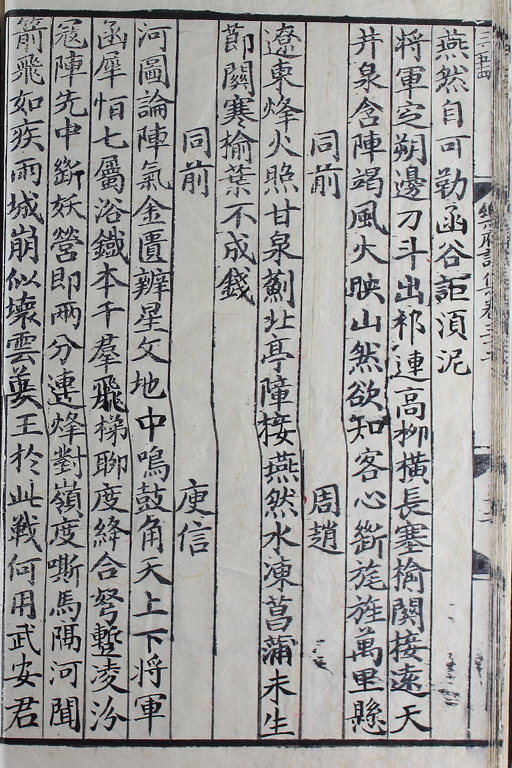 燕然自可勒函谷詎須泥
將軍定朔邊刁斗出祁連高柳橫長塞榆關接遠天
井泉含陣竭風火映山然欲知客心斷旄旌萬里懸
同前 周趙
遼東烽火照甘泉薊北亭障接燕然水凍菖蒲未生
節關寒榆莢不成錢
同前 庾信
河圖論陣氣金匱辨星文地中嗚鼓角天上下將軍
函犀恒七屬浴鐵本千羣飛梯聊度絳合弩蹔凌汾
寇陣先中斷妖營即兩分連烽對嶺度嘶馬隔河聞
箭飛如疾雨城崩似壞雲英王於此戰何用武安君